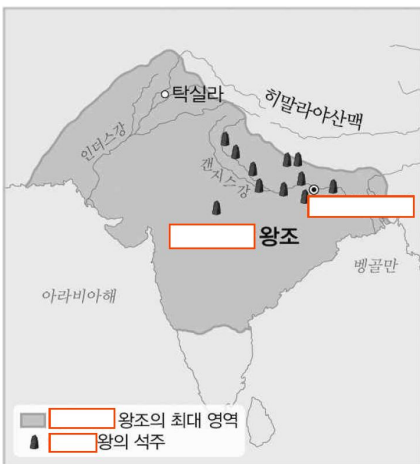 탁실라
히말라야산맥
인더스강
갠지스강
왕조
벵골만
아라비아해
왕조의 최대 영역
왕의 석주